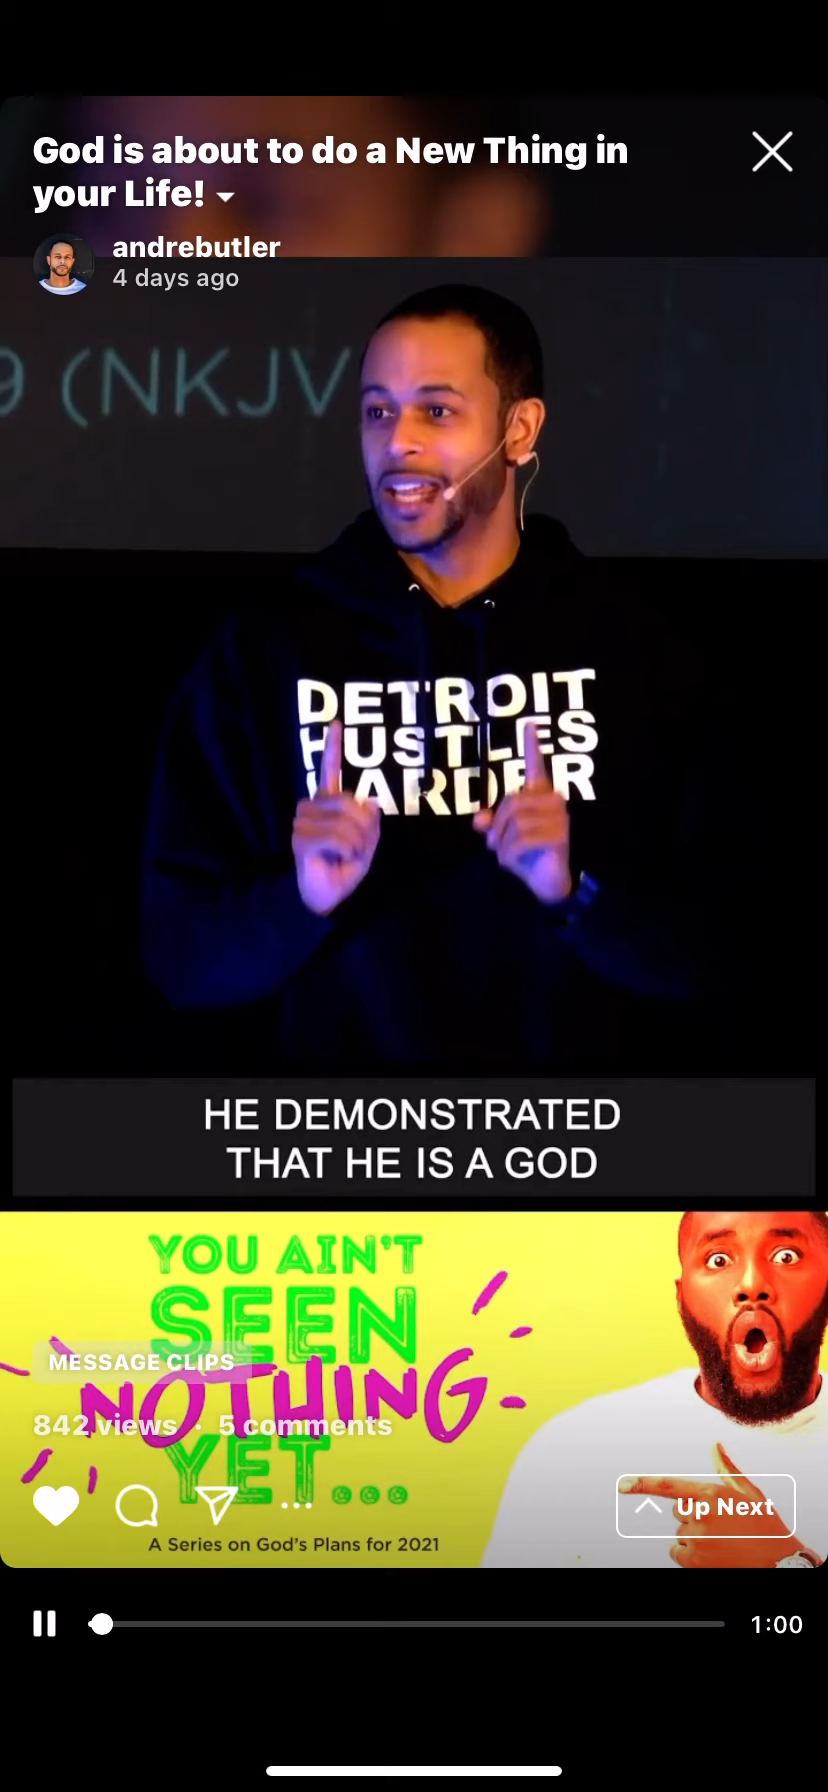 God is about to do a New Thing in
your Life!
andrebutler
4 days ago
9 (NKJV
DETROIT
HUSTLES
HARDER
HE DEMONSTRATED
THAT HE IS A GOD
YOU AIN'T
SEEN
MESSAGE CLIPS
NOTHING
842 views · 5 comments
YET...
Up Next
A Series on God's Plans for 2021
1:00